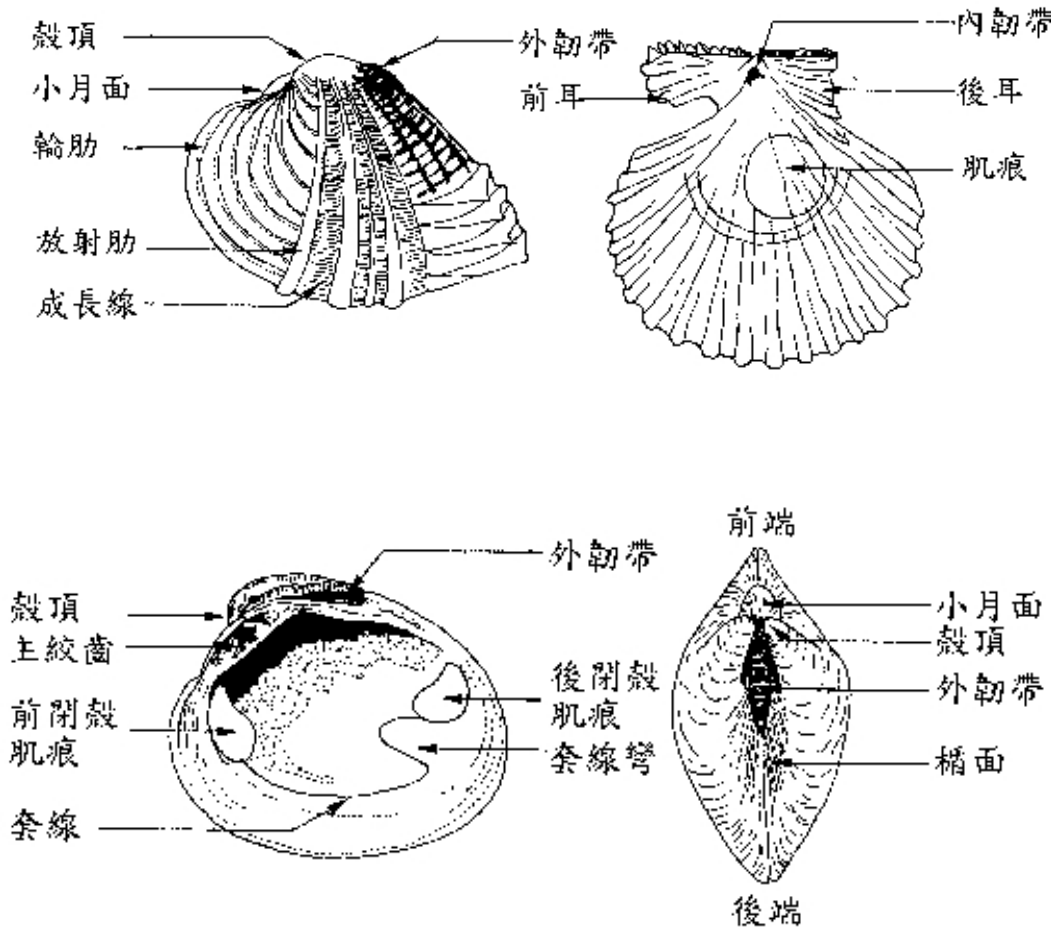 殼頂
小月面
輪肋
放射肋
成長線
外韌帶
內韌帶
前耳
後耳
肌痕
殼頂
主絞齒
前閉殼
肌痕
套線
外韌帶
後閉殼
肌痕
套線彎
前端
小月面
殼頂
外韌帶
楯面
後端